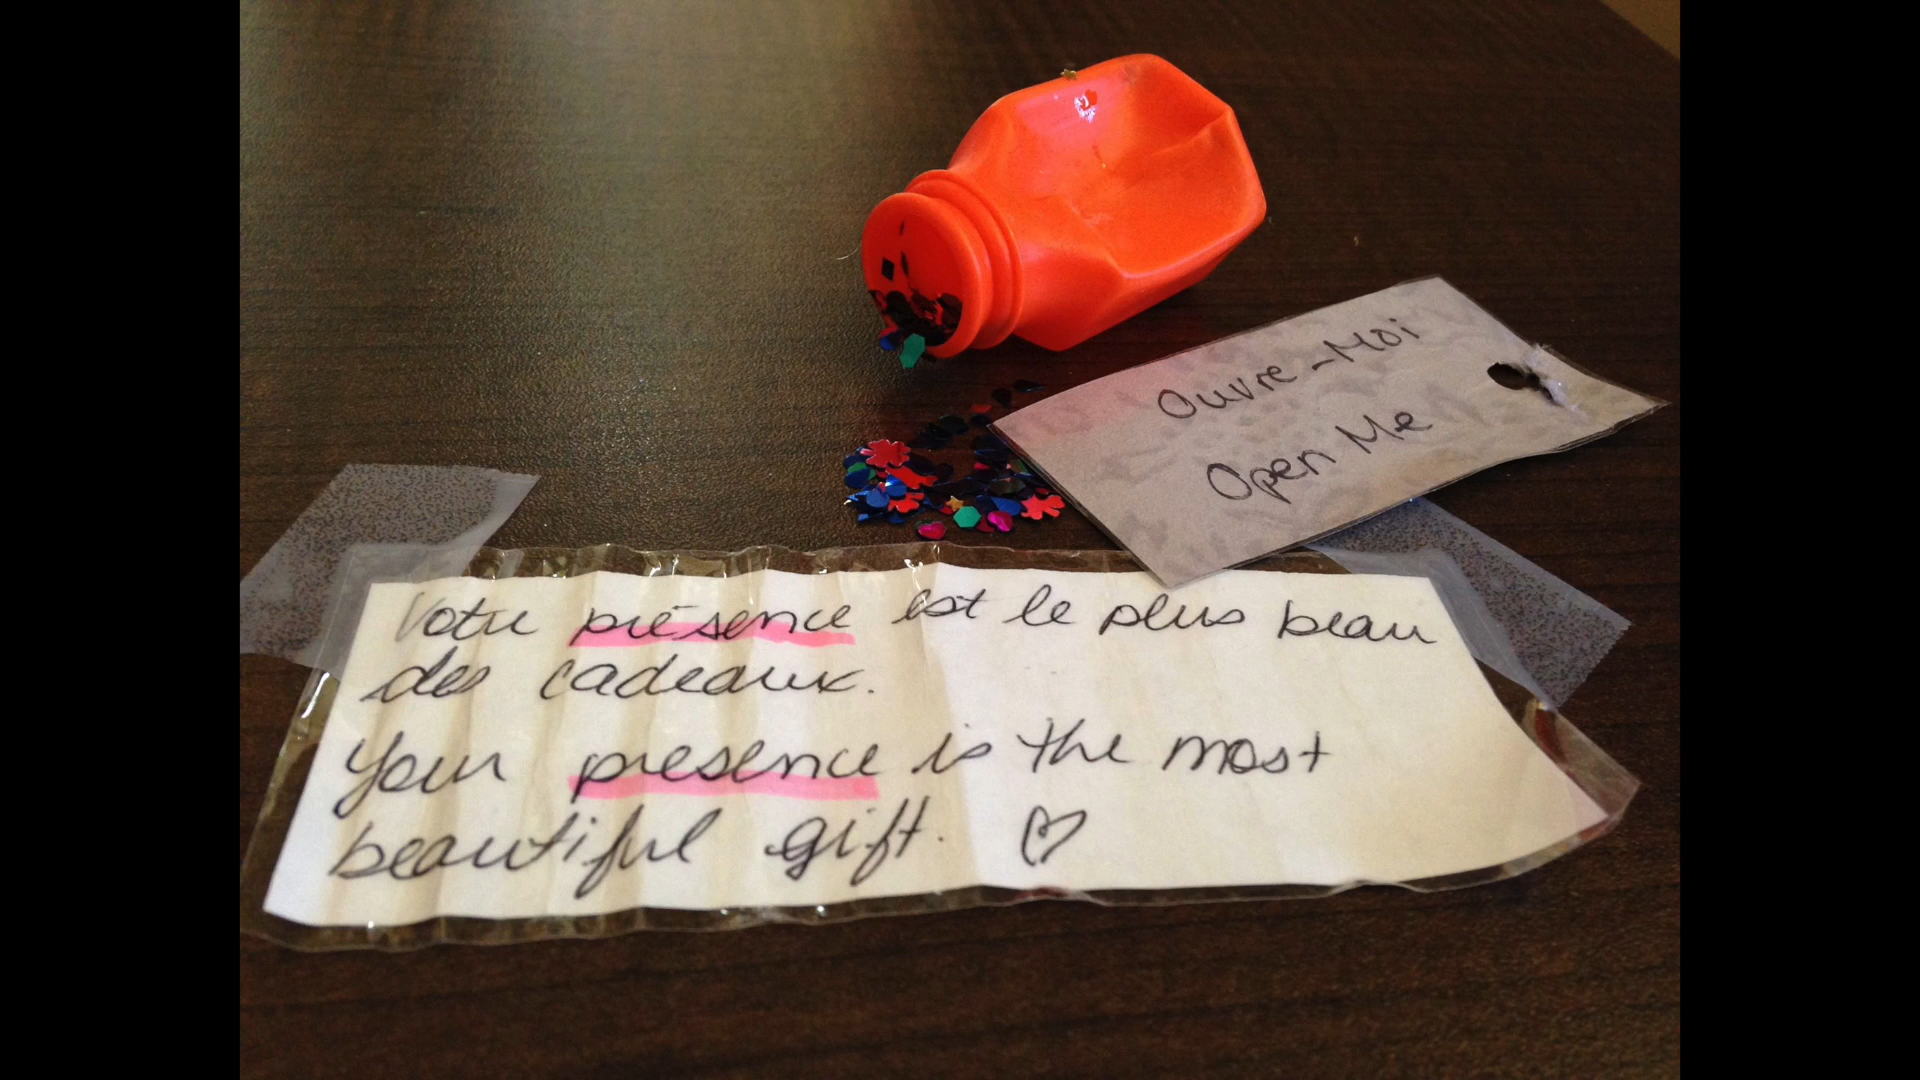 Ouvre-Moi
Open Me
Votre présence est le plus beau
des cadeaux.
Your presence is the most
beautiful gift.